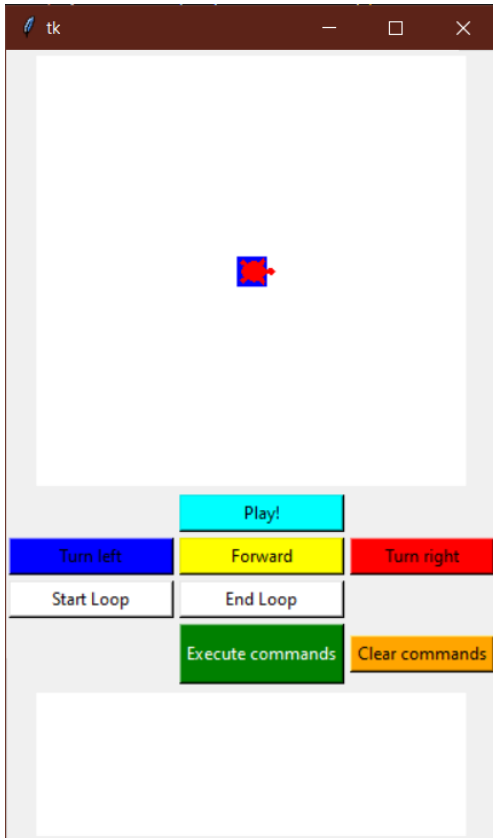 tk
Play!
Turn left Forward Turn right
Start Loop End Loop
Execute commands Clear commands